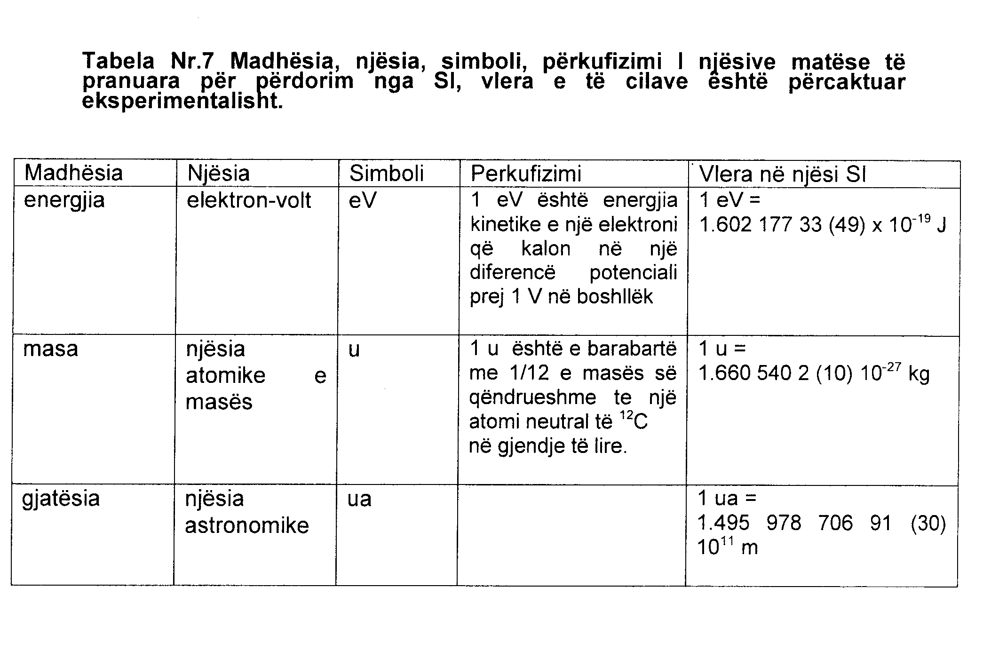 Tabela Nr.7 Madhësia, njësia, simboli, përkufizimi I njësive matëse të
pranuara për përdorim nga SI, vlera e të cilave është përcaktuar
eksperimentalisht.
Madhësia Njësia Simboli Perkufizimi Vlera në njësi SI
energjia elektron-volt eV 1 eV është energjia 1 eV =
kinetike e një elektroni 1.602 177 33 (49) x 10⁻¹⁹ J
që kalon në një
diferencë potenciali
prej 1 V në boshllëk
masa njësia u 1 u është e barabartë 1 u =
atomike e me 1/12 e masës së 1.660 540 2 (10) 10⁻²⁷ kg
masës qëndrueshme te një
atomi neutral të ¹²C
në gjendje të lire.
gjatësia njësia ua 1 ua =
astronomike 1.495 978 706 91 (30)
10¹¹ m